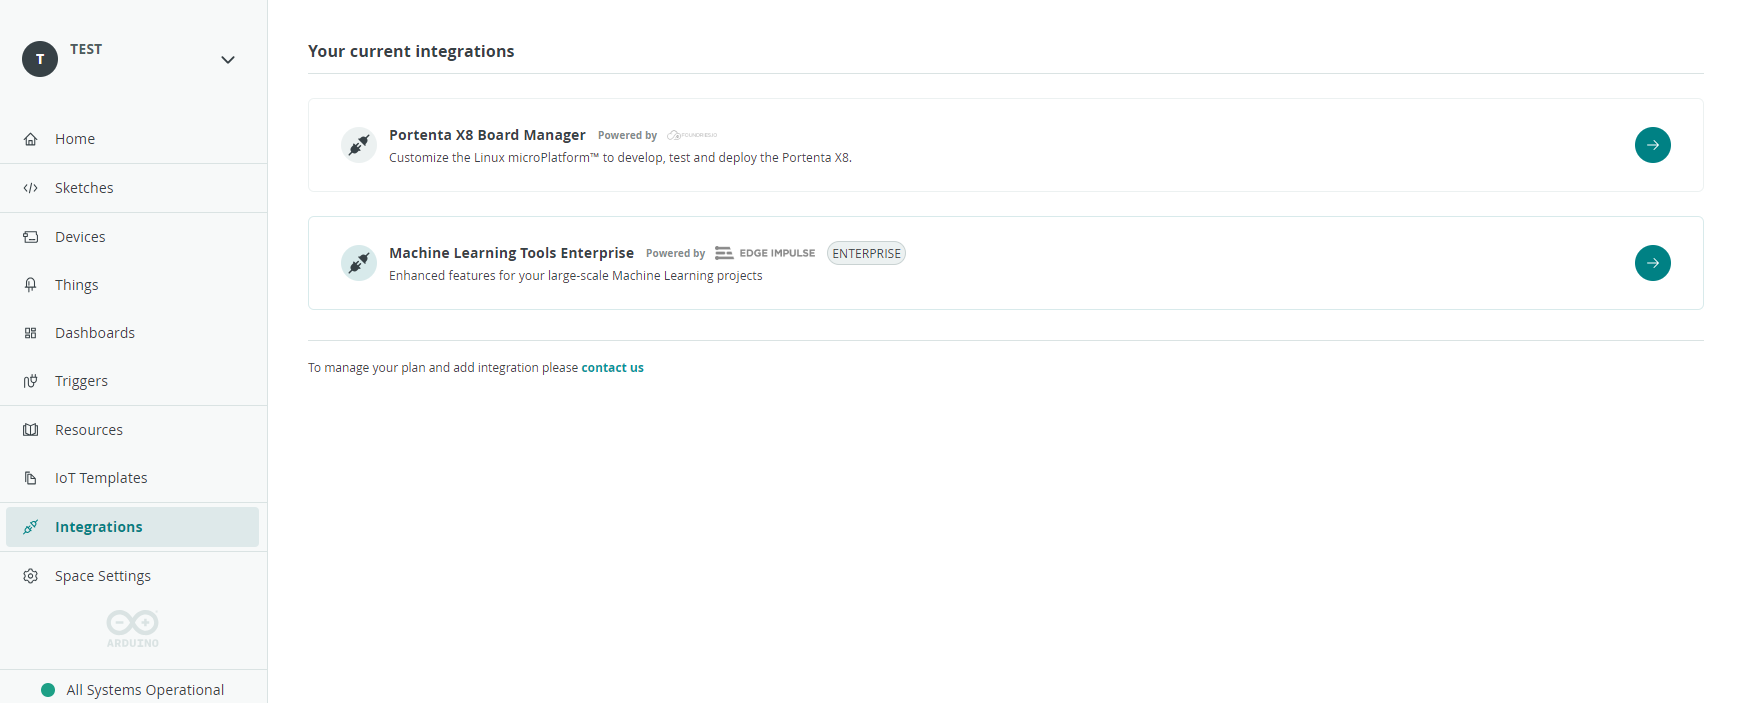 T
TEST
Home
Sketches
Devices
Things
Dashboards
Triggers
Resources
IoT Templates
Integrations
Space Settings
ARDUINO
All Systems Operational
Your current integrations
Portenta X8 Board Manager Powered by FOUNDRIES.IO
Customize the Linux microPlatform™ to develop, test and deploy the Portenta X8.
Machine Learning Tools Enterprise Powered by EDGE IMPULSE ENTERPRISE
Enhanced features for your large-scale Machine Learning projects
To manage your plan and add integration please contact us